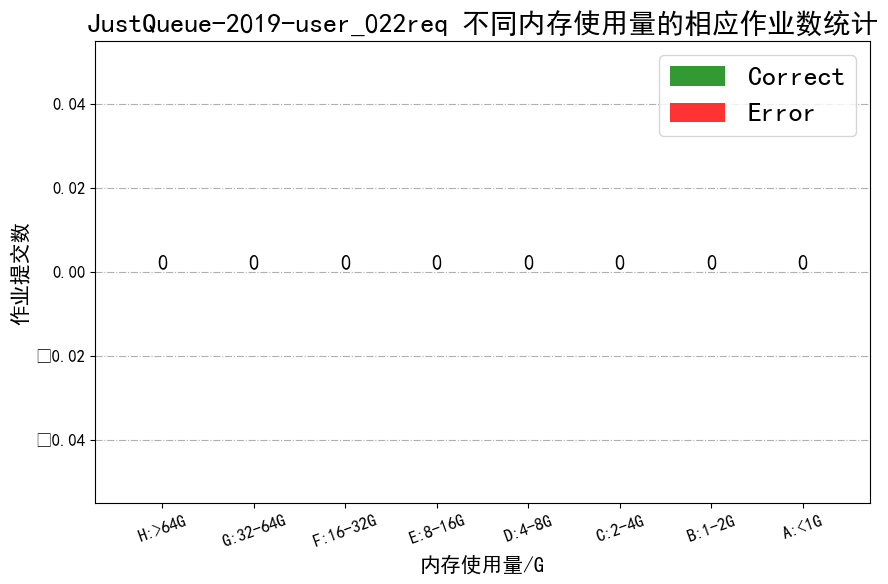 JustQueue-2019-user_022req 不同内存使用量的相应作业数统计
Correct
Error
0.04
0.02
0.00
□0.02
□0.04
作业提交数
0 0 0 0 0 0 0 0
H:>64G G:32-64G F:16-32G E:8-16G D:4-8G C:2-4G B:1-2G A:<1G
内存使用量/G